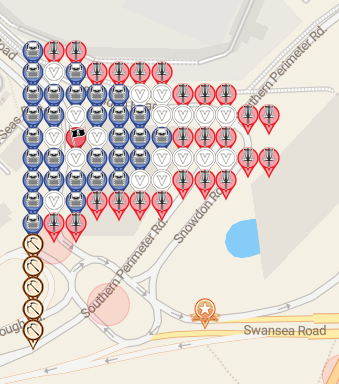 Road
Southern Perimeter Rd.
Snowdon Rd.
Southern Perimeter Rd.
Swansea Road